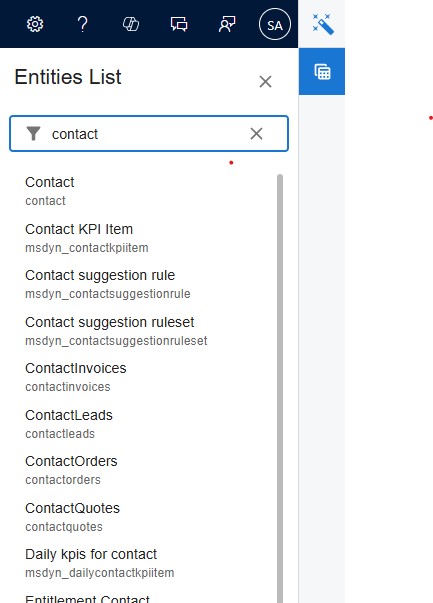 SA
Entities List
contact
Contact
contact
Contact KPI Item
msdyn_contactkpiitem
Contact suggestion rule
msdyn_contactsuggestionrule
Contact suggestion ruleset
msdyn_contactsuggestionruleset
ContactInvoices
contactinvoices
ContactLeads
contactleads
ContactOrders
contactorders
ContactQuotes
contactquotes
Daily kpis for contact
msdyn_dailycontactkpiitem
Entitlement Contact